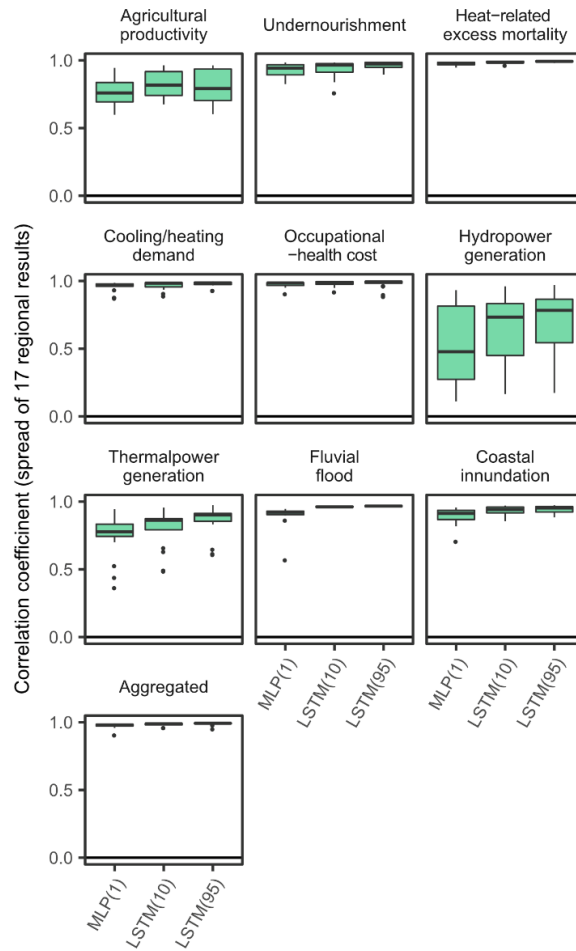 Agricultural
productivity
Undernourishment
Heat-related
excess mortality
1.0
0.5
0.0
Cooling/heating
demand
Occupational
-health cost
Hydropower
generation
1.0
0.5
0.0
Thermalpower
generation
Fluvial
flood
Coastal
innundation
1.0
0.5
0.0
MLP(1)
LSTM(10)
LSTM(95)
MLP(1)
LSTM(10)
LSTM(95)
Aggregated
1.0
0.5
0.0
MLP(1)
LSTM(10)
LSTM(95)
Correlation coefficinent (spread of 17 regional results)